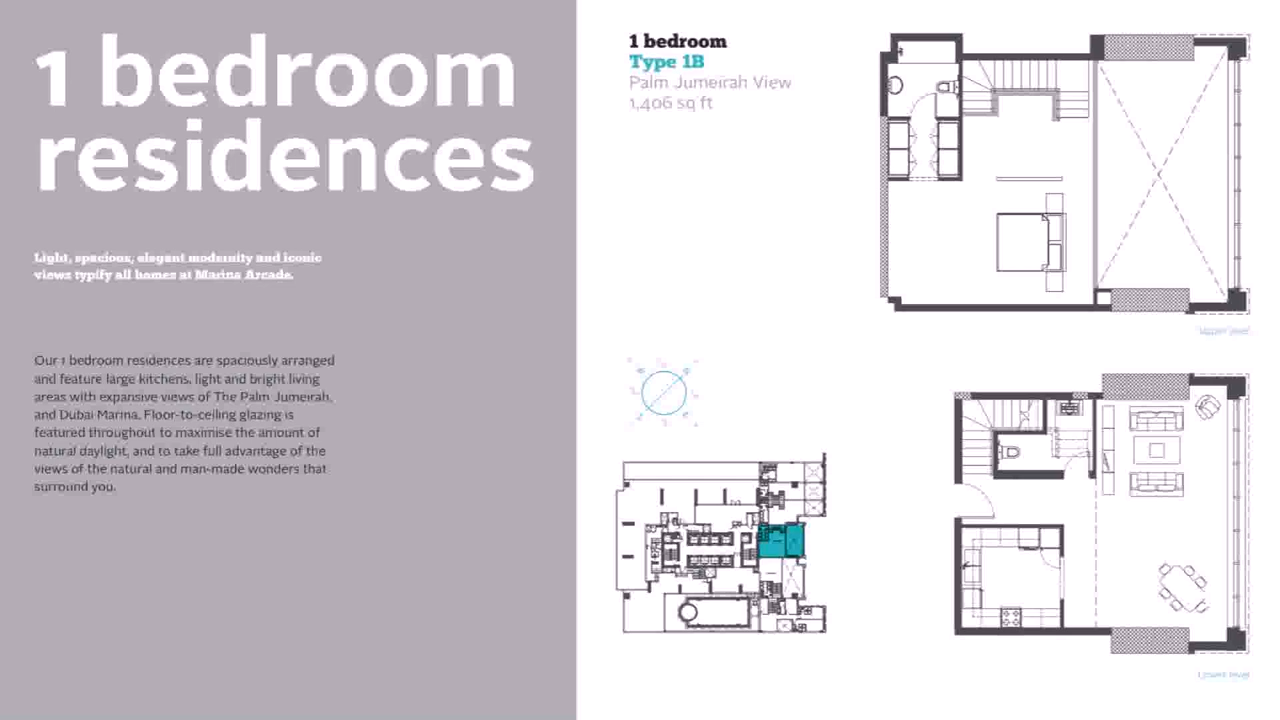 1 bedroom
residences
Light, spacious, elegant modernity and iconic
views typify all homes at Marina Arcade.
Our 1 bedroom residences are spaciously arranged
and feature large kitchens, light and bright living
areas with expansive views of The Palm Jumeirah,
and Dubai Marina. Floor-to-ceiling glazing is
featured throughout to maximise the amount of
natural daylight, and to take full advantage of the
views of the natural and man-made wonders that
surround you.
1 bedroom
Type 1B
Palm Jumeirah View
1,406 sq ft
Upper level
Lower level